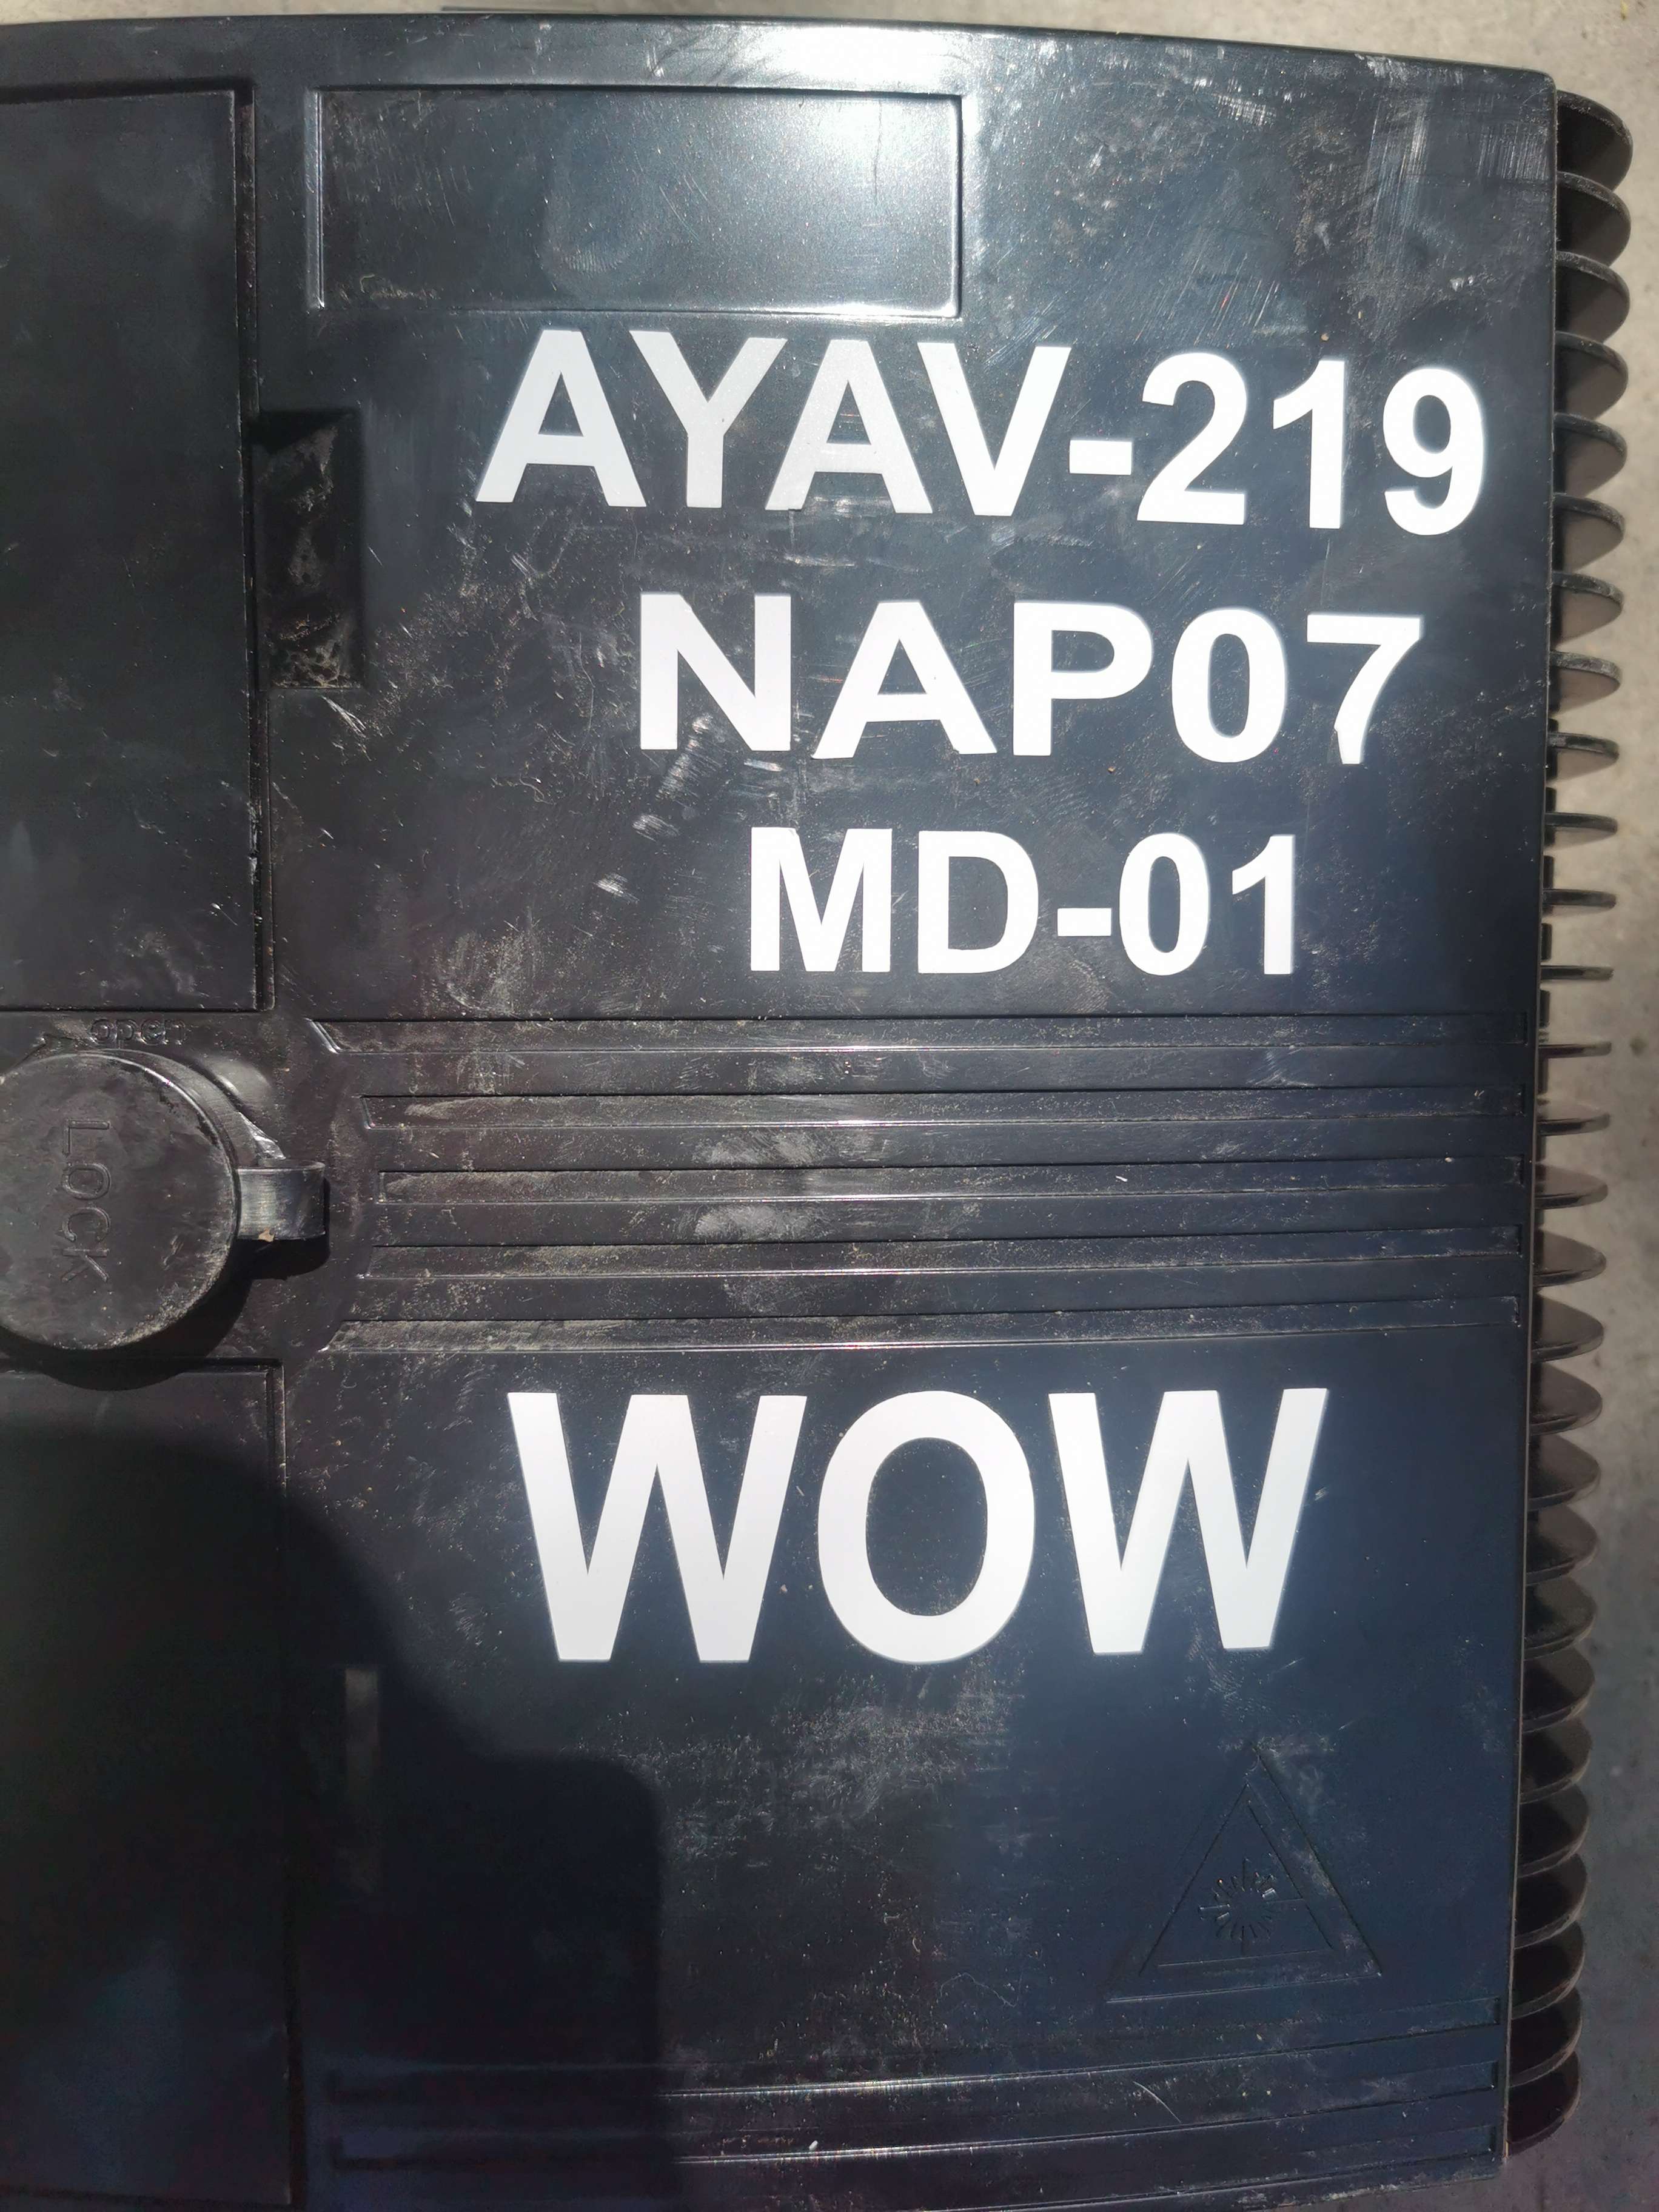 AYAV-219
NAP07
MD-01
open
LOCK
WOW